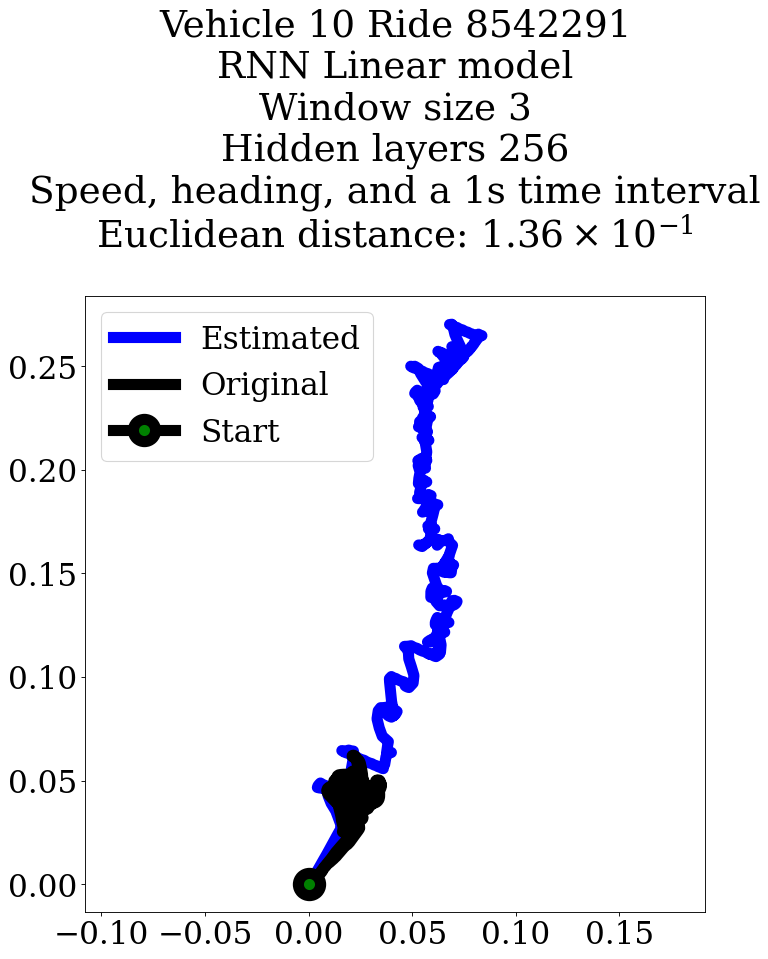 Vehicle 10 Ride 8542291
RNN Linear model
Window size 3
Hidden layers 256
Speed, heading, and a 1s time interval
Euclidean distance: 1.36 × 10⁻¹
Estimated
Original
Start
0.25
0.20
0.15
0.10
0.05
0.00
−0.10 −0.05 0.00 0.05 0.10 0.15